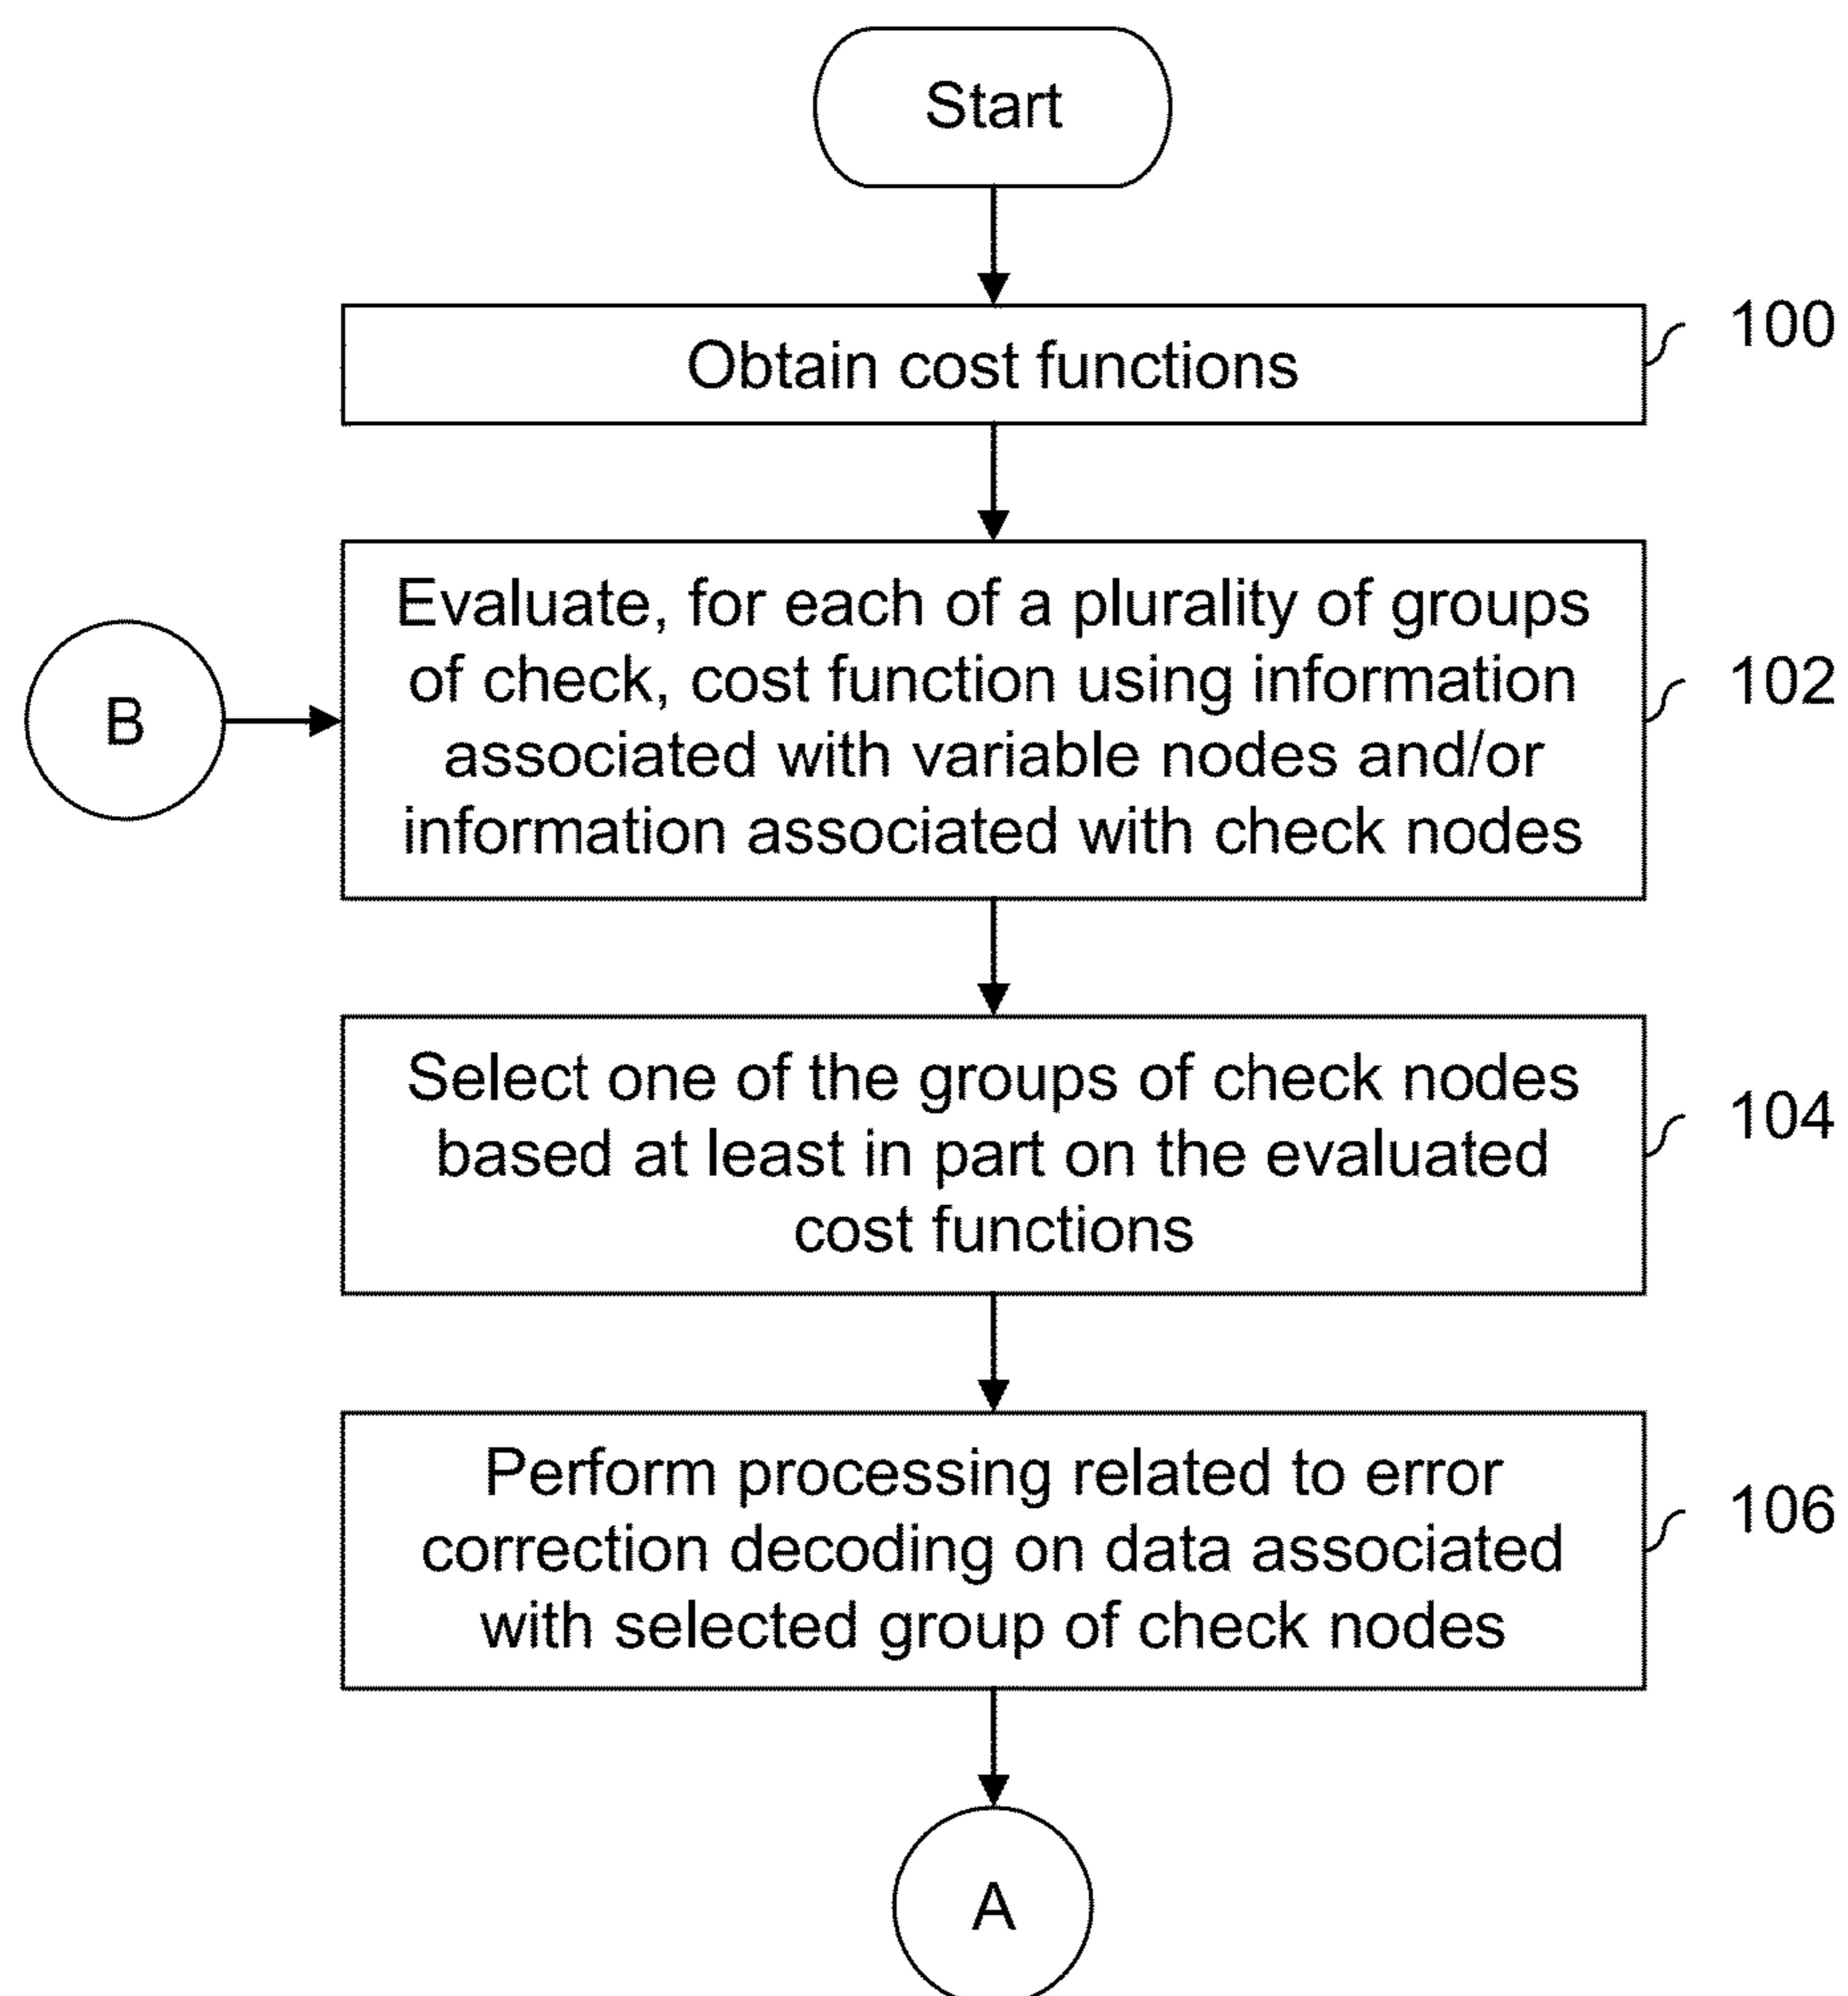 Start
Obtain cost functions
100
Evaluate, for each of a plurality of groups
of check, cost function using information
associated with variable nodes and/or
information associated with check nodes
102
B
Select one of the groups of check nodes
based at least in part on the evaluated
cost functions
104
Perform processing related to error
correction decoding on data associated
with selected group of check nodes
106
A